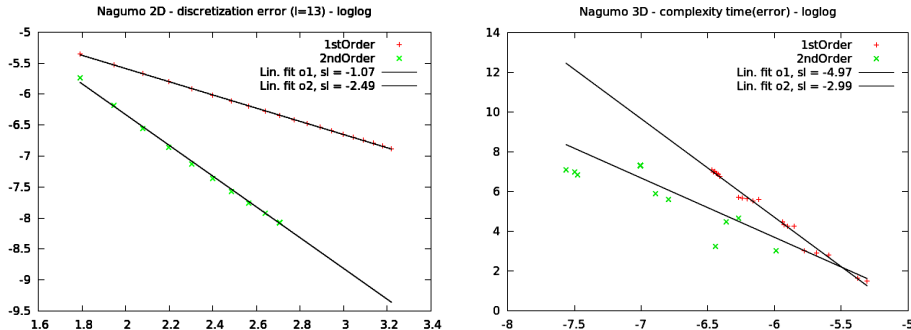 Nagumo 2D - discretization error (l=13) - loglog
-5
-5.5
-6
-6.5
-7
-7.5
-8
-8.5
-9
-9.5
1.6 1.8 2 2.2 2.4 2.6 2.8 3 3.2 3.4
1stOrder
2ndOrder
Lin. fit o1, sl = -1.07
Lin. fit o2, sl = -2.49
Nagumo 3D - complexity time(error) - loglog
14
12
10
8
6
4
2
0
-8 -7.5 -7 -6.5 -6 -5.5 -5
1stOrder
2ndOrder
Lin. fit o1, sl = -4.97
Lin. fit o2, sl = -2.99